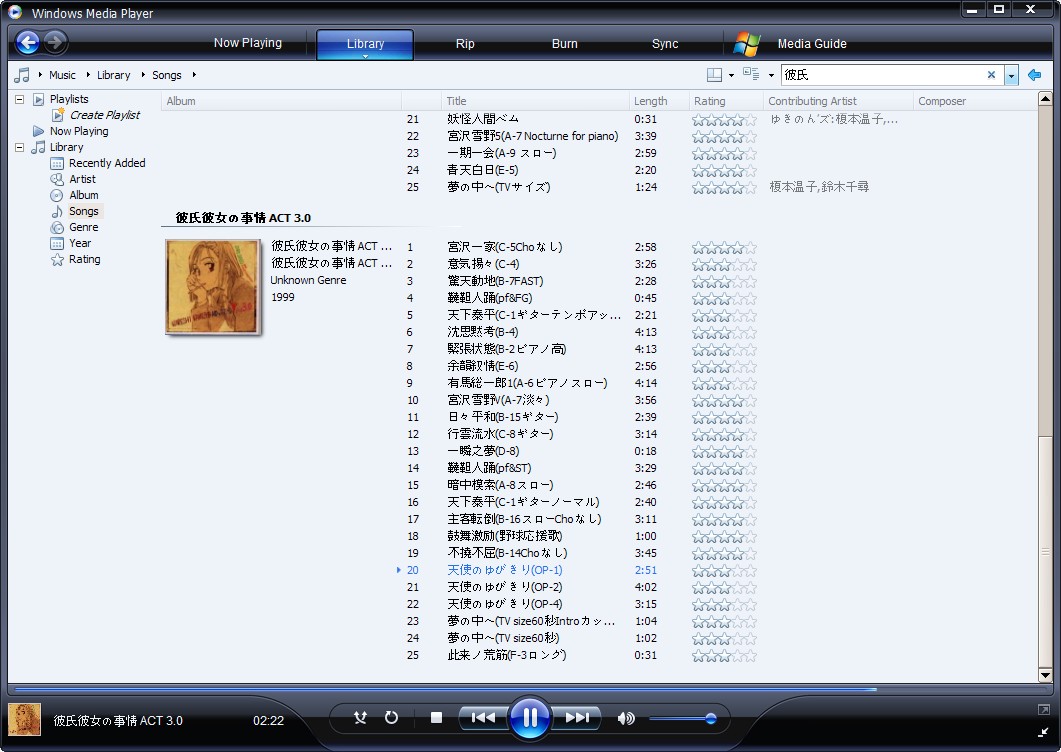 Windows Media Player
Now Playing Library Rip Burn Sync Media Guide
Music Library Songs 彼氏
Playlists
Create Playlist
Now Playing
Library
Recently Added
Artist
Album
Songs
Genre
Year
Rating
Album Title Length Rating Contributing Artist Composer
21 妖怪人間ベム 0:31 ゆきのん'ズ:榎本温子,...
22 宮沢雪野5(A-7 Nocturne for piano) 3:39
23 一期一会(A-9 スロー) 2:59
24 青天白日(E-5) 2:20
25 夢の中へ(TVサイズ) 1:24 榎本温子,鈴木千尋
彼氏彼女の事情 ACT 3.0
彼氏彼女の事情 ACT ...
彼氏彼女の事情 ACT ...
Unknown Genre
1999
1 宮沢一家(C-5Choなし) 2:58
2 意気揚々(C-4) 3:26
3 驚天動地(B-7FAST) 2:28
4 韃靼人踊(pf&FG) 0:45
5 天下泰平(C-1ギターテンポアッ... 2:21
6 沈思黙考(B-4) 4:13
7 緊張状態(B-2ピアノ高) 4:13
8 余韻叙情(E-6) 2:56
9 有馬総一郎1(A-6ピアノスロー) 4:14
10 宮沢雪野V(A-7淡々) 3:56
11 日々平和(B-15ギター) 2:39
12 行雲流水(C-8ギター) 3:14
13 一瞬之夢(D-8) 0:18
14 韃靼人踊(pf&ST) 3:29
15 暗中模索(A-8スロー) 2:46
16 天下泰平(C-1ギターノーマル) 2:40
17 主客転倒(B-16スローChoなし) 3:11
18 鼓舞激励(野球応援歌) 1:00
19 不撓不屈(B-14Choなし) 3:45
20 天使のゆびきり(OP-1) 2:51
21 天使のゆびきり(OP-2) 4:02
22 天使のゆびきり(OP-4) 3:15
23 夢の中へ(TV size60秒Introカッ... 1:04
24 夢の中へ(TV size60秒) 1:02
25 此来ノ荒筋(F-3ロング) 0:31
彼氏彼女の事情 ACT 3.0 02:22